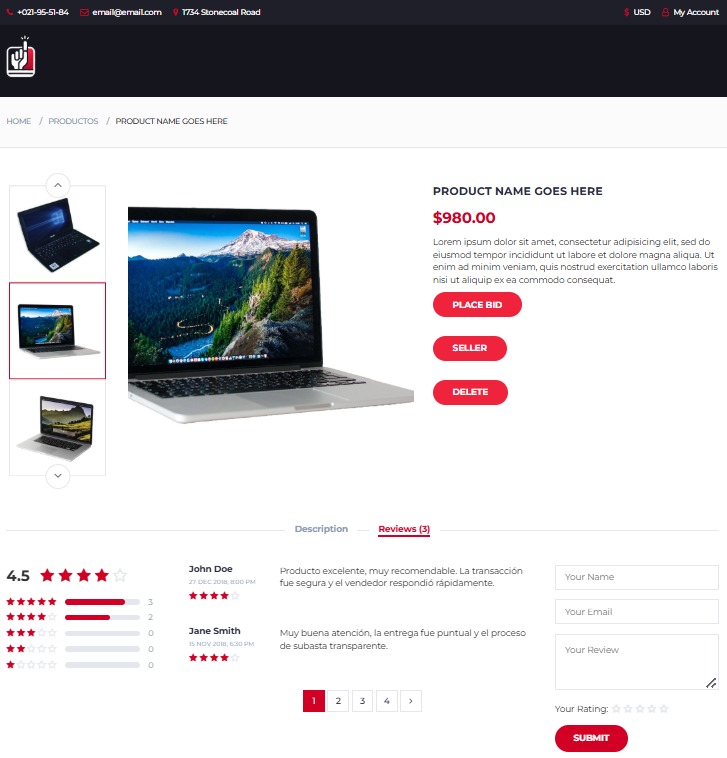 +021-95-51-84 email@email.com 1734 Stonecoal Road $ USD My Account
HOME / PRODUCTOS / PRODUCT NAME GOES HERE
PRODUCT NAME GOES HERE
$980.00
Lorem ipsum dolor sit amet, consectetur adipisicing elit, sed do
eiusmod tempor incididunt ut labore et dolore magna aliqua. Ut
enim ad minim veniam, quis nostrud exercitation ullamco laboris
nisi ut aliquip ex ea commodo consequat.
PLACE BID
SELLER
DELETE
Description Reviews (3)
4.5
3
2
0
0
0
John Doe
27 DEC 2018, 8:00 PM
Producto excelente, muy recomendable. La transacción
fue segura y el vendedor respondió rápidamente.
Jane Smith
15 NOV 2018, 6:30 PM
Muy buena atención, la entrega fue puntual y el proceso
de subasta transparente.
1 2 3 4 >
Your Name
Your Email
Your Review
Your Rating:
SUBMIT